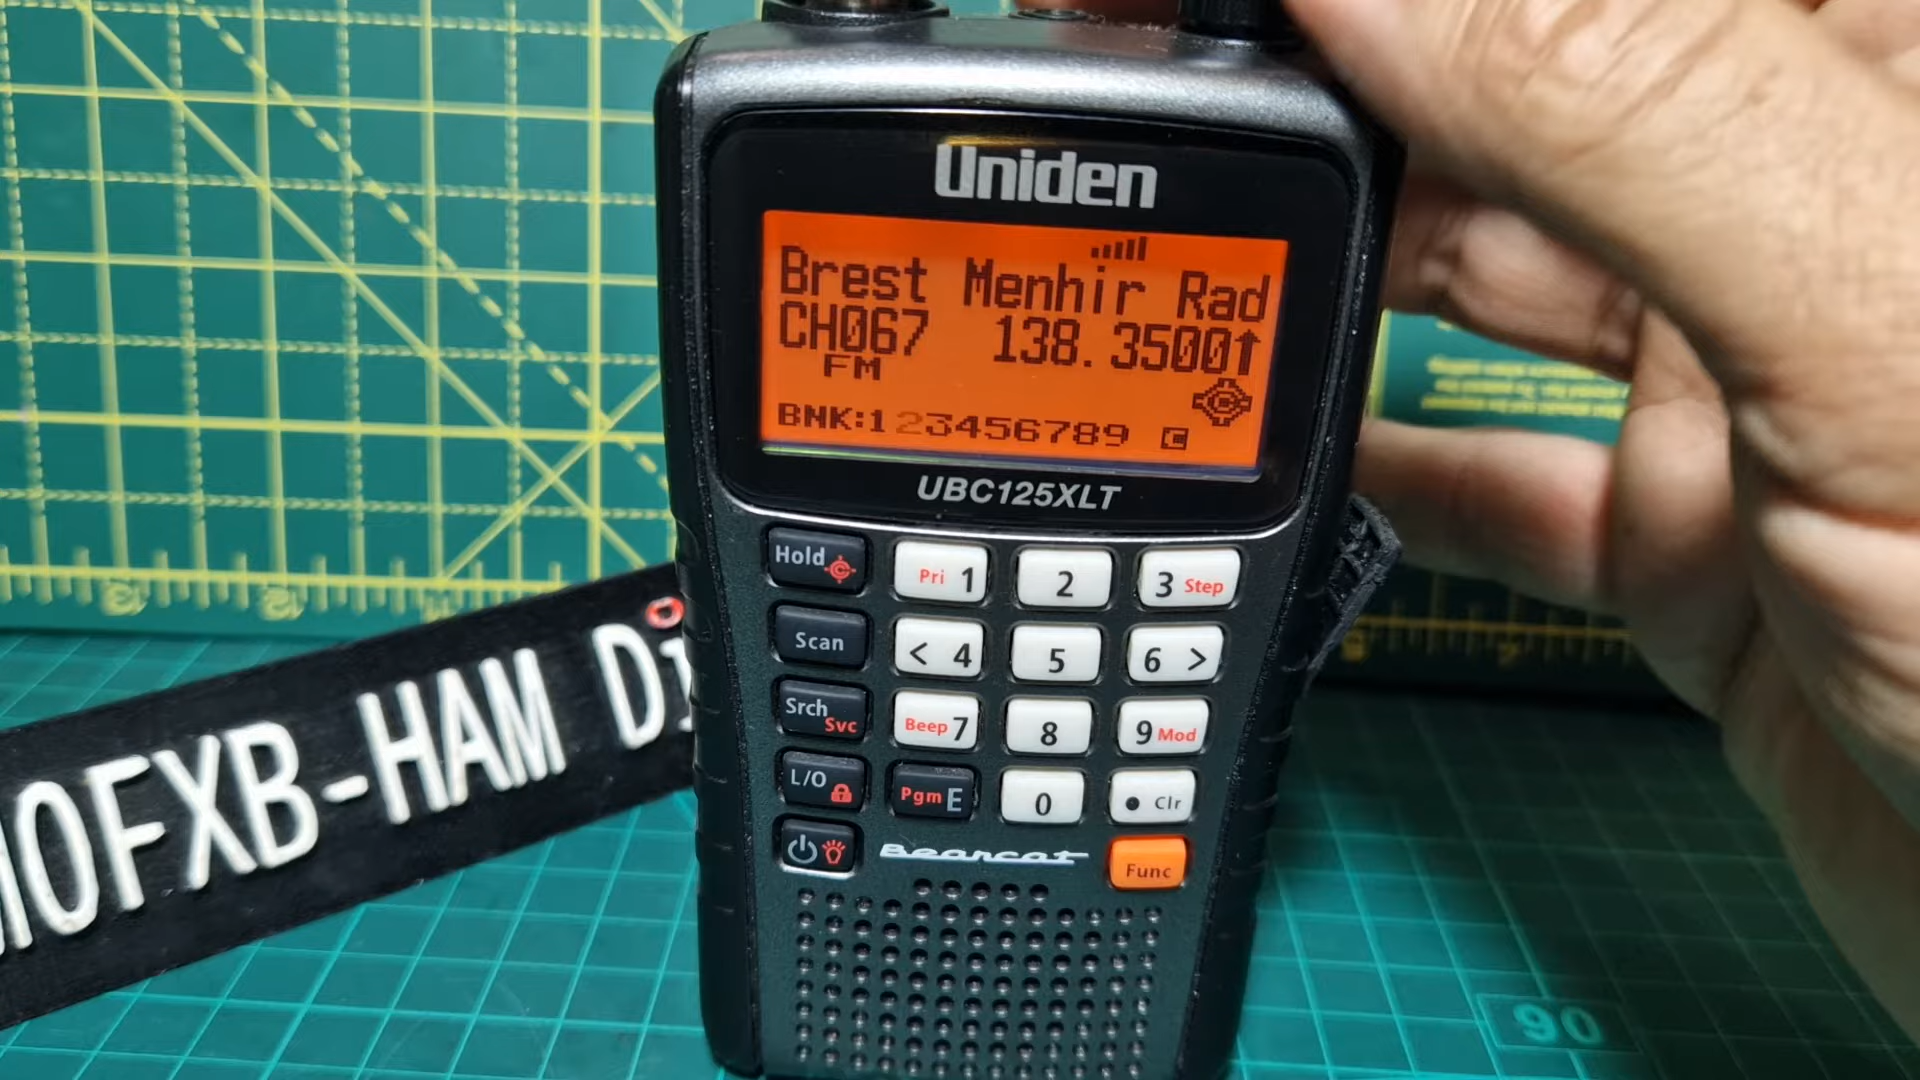 Uniden
Brest Menhir Rad
CH067 138.3500↑
FM
BNK:123456789 C
UBC125XLT
Hold C Pri 1 2 3 Step
Scan < 4 5 6 >
Srch Svc Beep 7 8 9 Mod
L/O Pgm E 0 • Clr
Bearcat Func
M0FXB-HAM Di
90